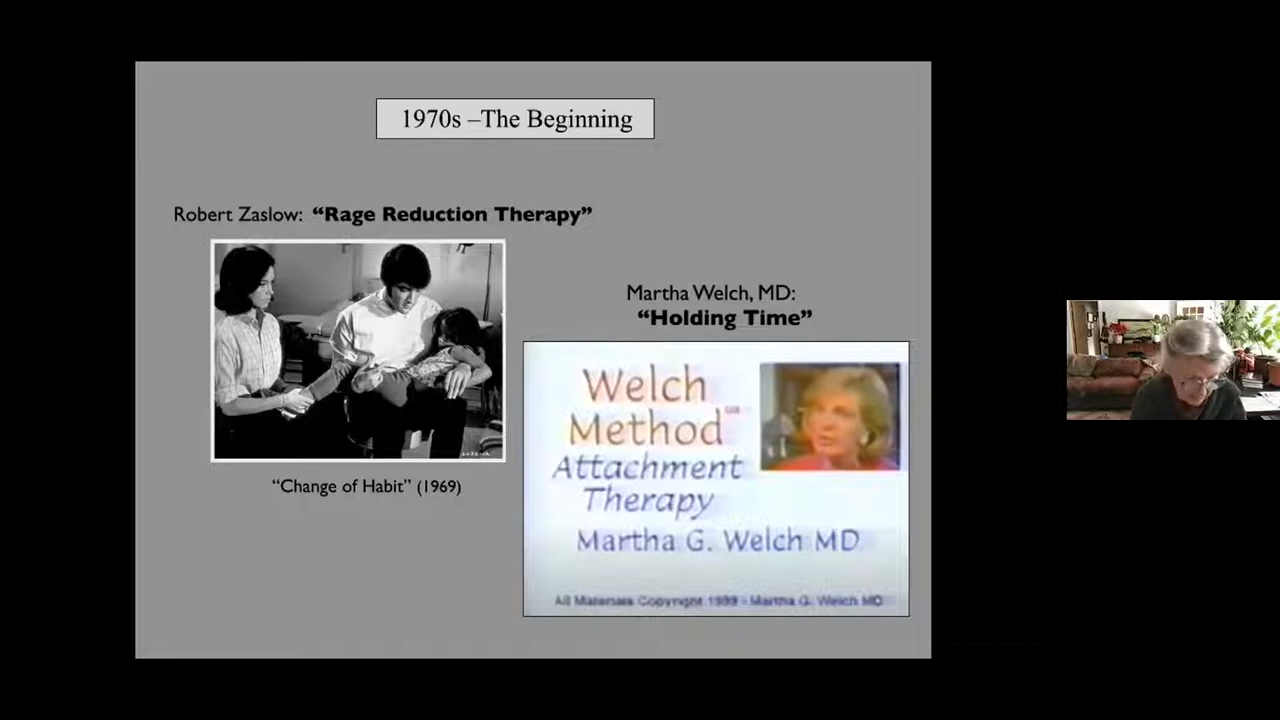 1970s –The Beginning
Robert Zaslow: “Rage Reduction Therapy”
“Change of Habit” (1969)
Martha Welch, MD:
“Holding Time”
Welch
Method
Attachment
Therapy
Martha G. Welch MD
All Materials Copyright 1999 - Martha G. Welch MD